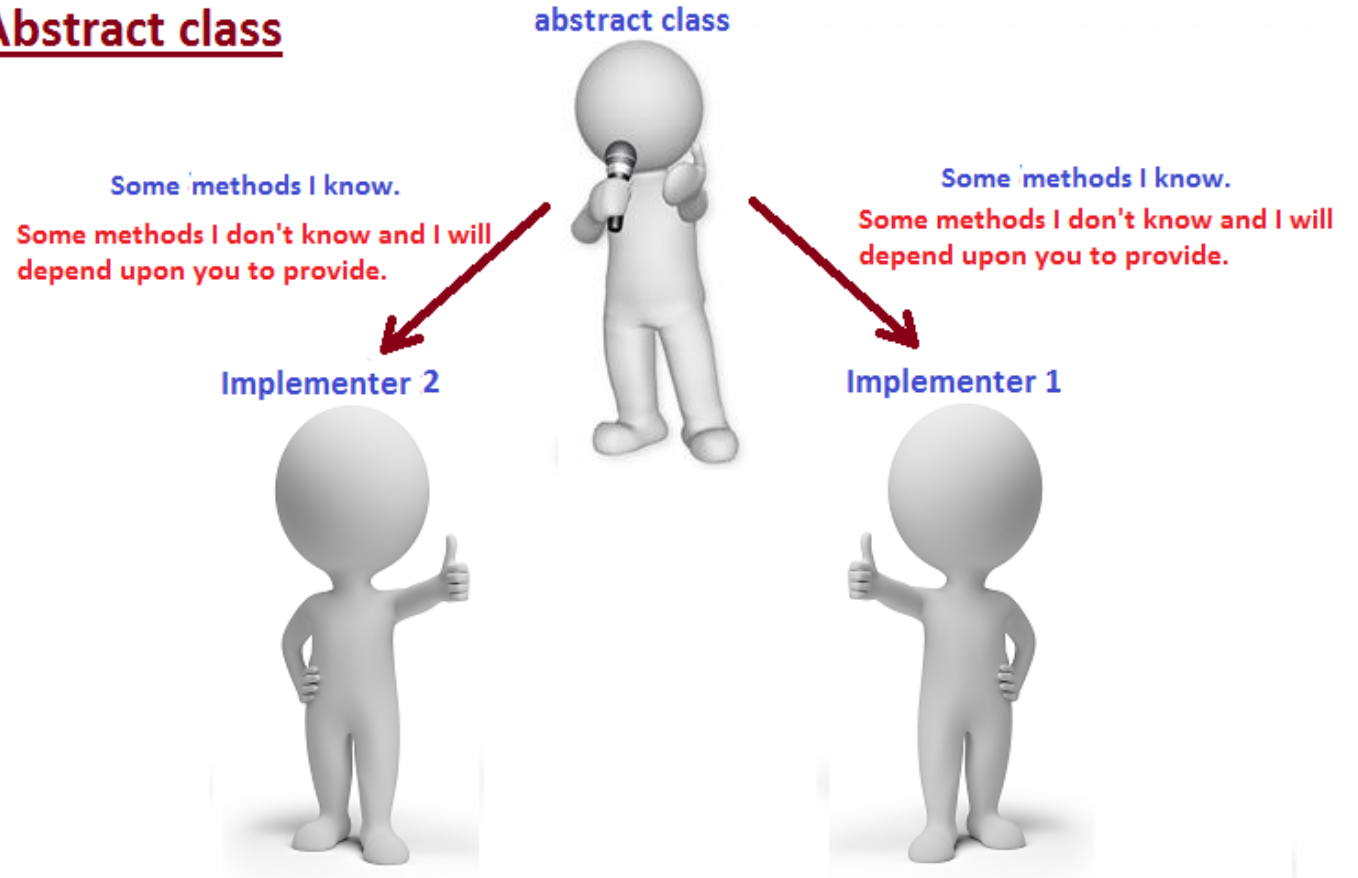 Abstract class
abstract class
Some methods I know.
Some methods I don't know and I will
depend upon you to provide.
Some methods I know.
Some methods I don't know and I will
depend upon you to provide.
Implementer 2
Implementer 1